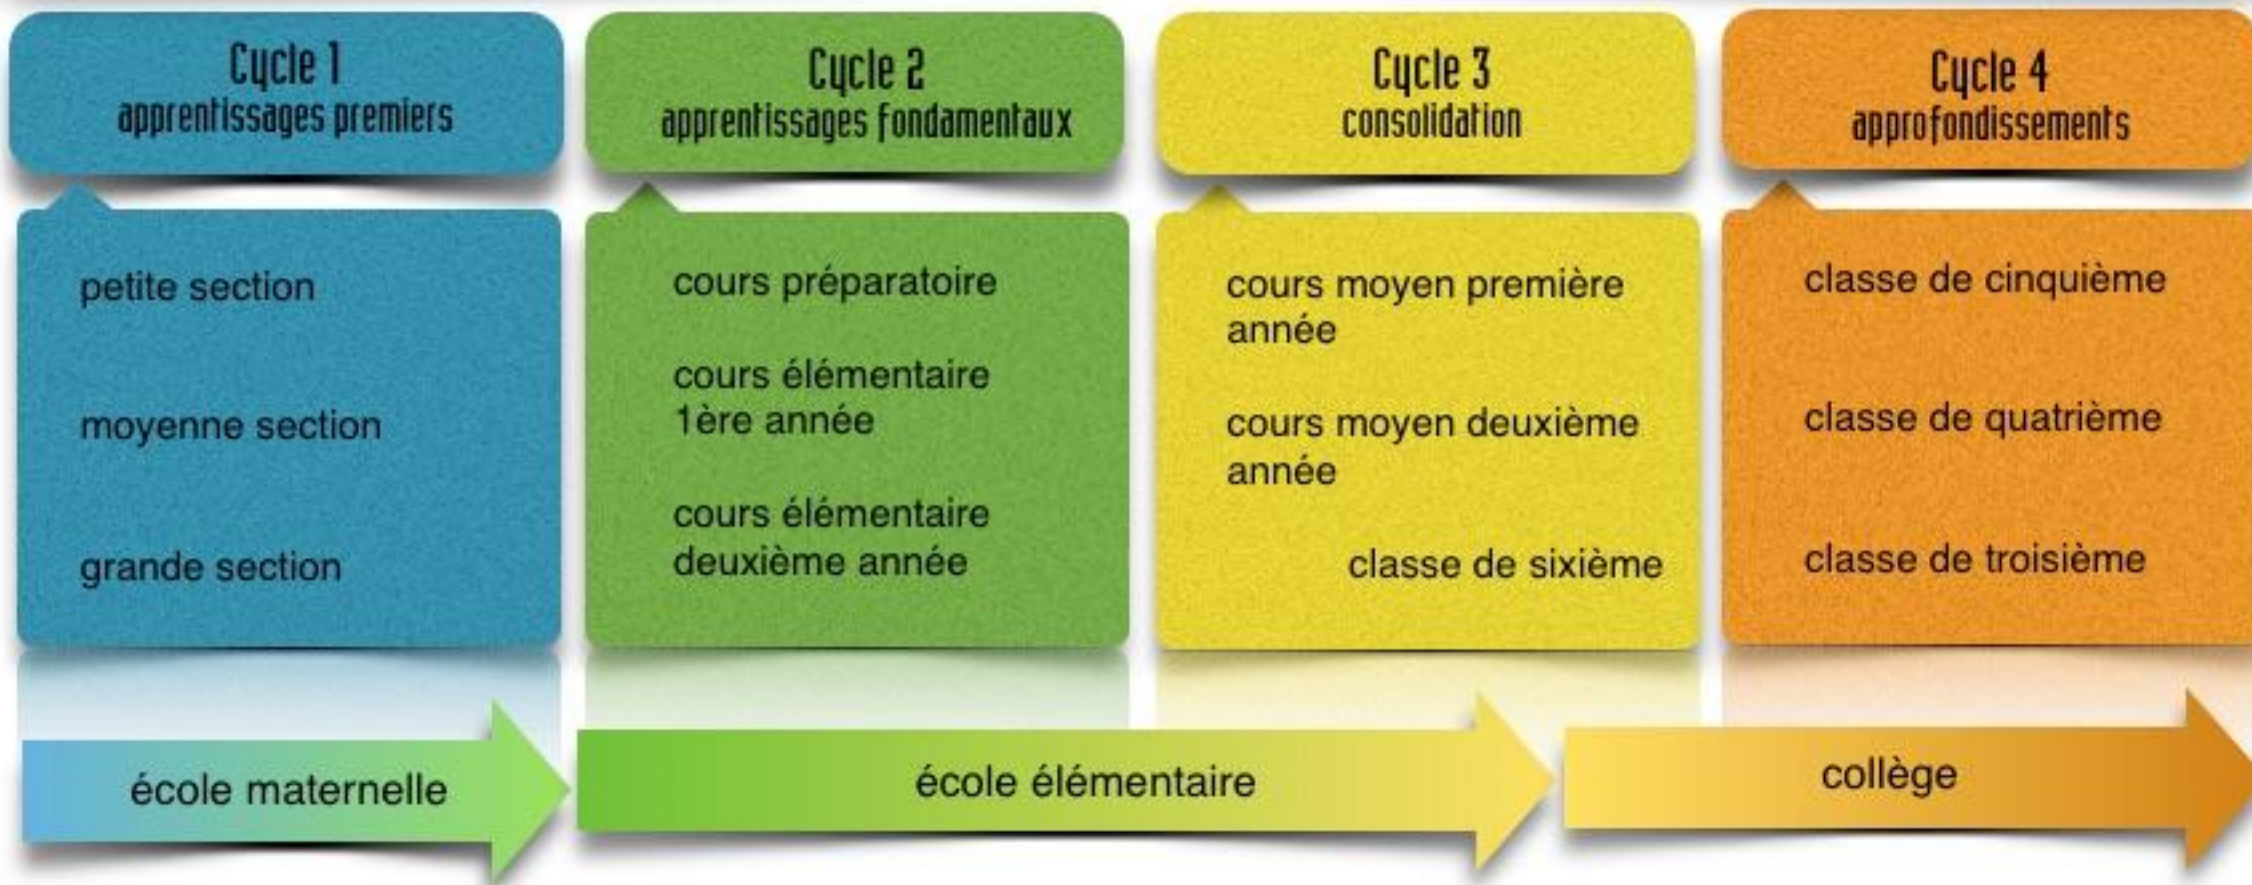 Cycle 1
apprentissages premiers
petite section
moyenne section
grande section
Cycle 2
apprentissages fondamentaux
cours préparatoire
cours élémentaire
1ère année
cours élémentaire
deuxième année
Cycle 3
consolidation
cours moyen première
année
cours moyen deuxième
année
classe de sixième
Cycle 4
approfondissements
classe de cinquième
classe de quatrième
classe de troisième
école maternelle
école élémentaire
collège